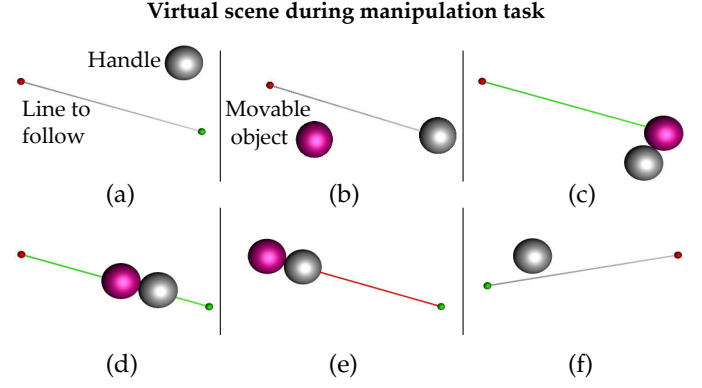 Virtual scene during manipulation task
Handle
Line to
follow
(a)
Movable
object
(b)
(c)
(d)
(e)
(f)